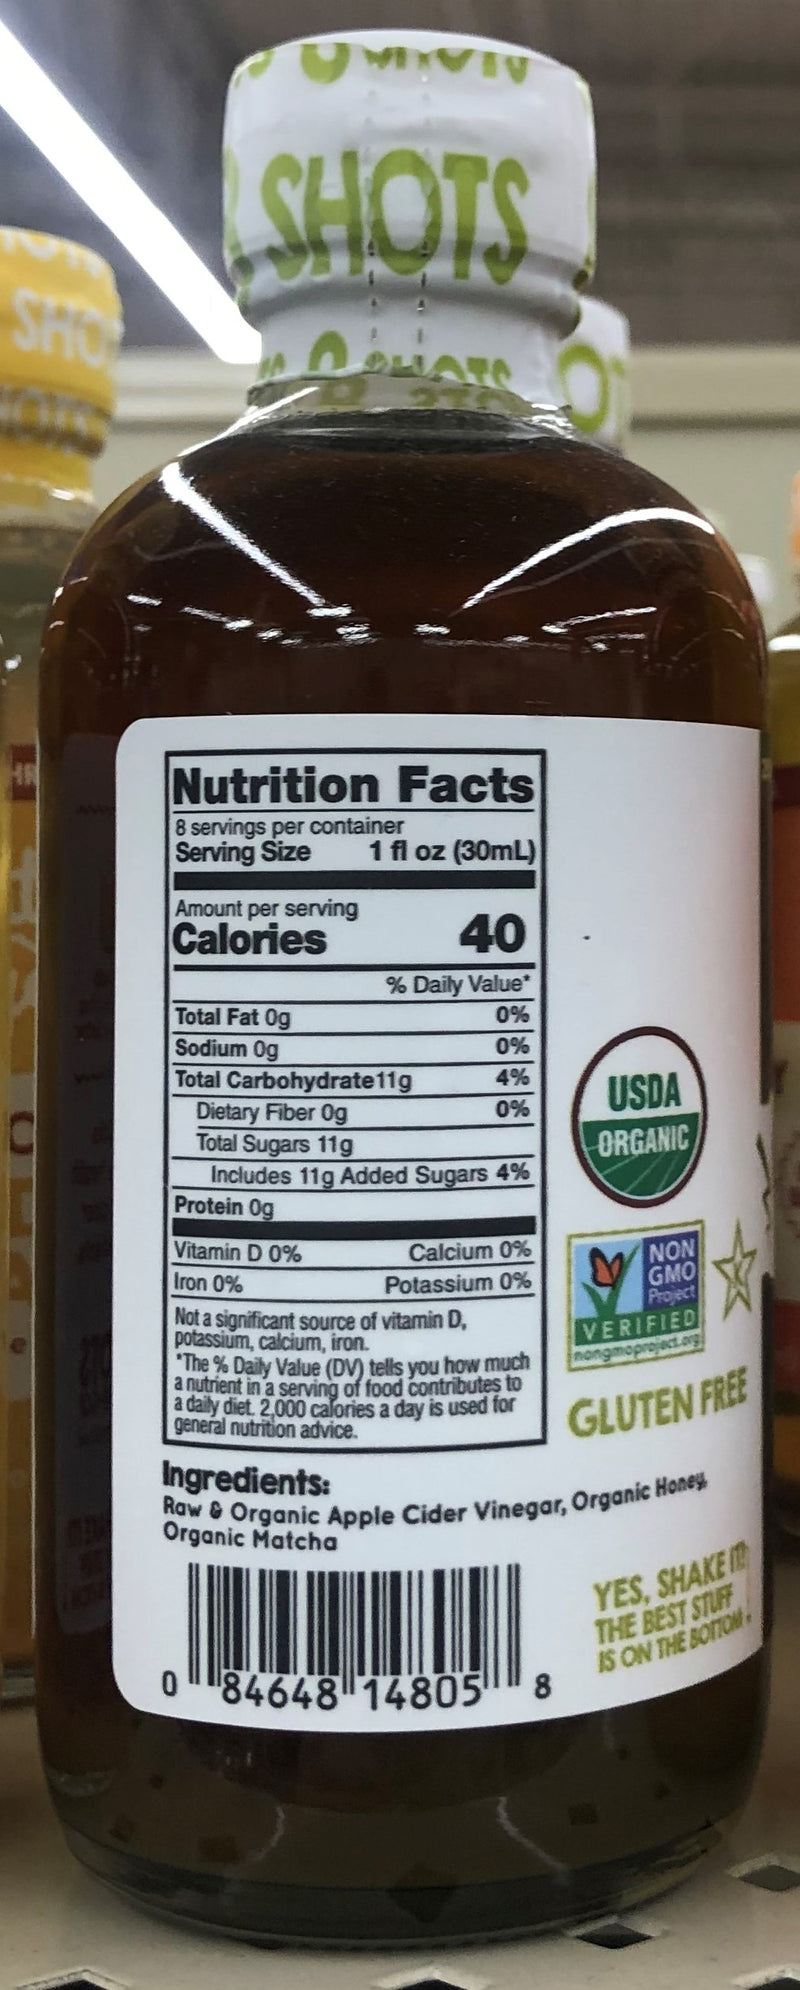 8 SHOTS
SHOTS
8 SHOTS
SHO
SHOTS
Nutrition Facts
8 servings per container
Serving Size 1 fl oz (30mL)
Amount per serving
Calories 40
% Daily Value*
Total Fat 0g 0%
Sodium 0g 0%
Total Carbohydrate11g 4%
Dietary Fiber 0g 0%
Total Sugars 11g
Includes 11g Added Sugars 4%
Protein 0g
Vitamin D 0% Calcium 0%
Iron 0% Potassium 0%
Not a significant source of vitamin D,
potassium, calcium, iron.
*The % Daily Value (DV) tells you how much
a nutrient in a serving of food contributes to
a daily diet. 2,000 calories a day is used for
general nutrition advice.
USDA
ORGANIC
NON
GMO
Project
VERIFIED
nongmoproject.org
K
GLUTEN FREE
Ingredients:
Raw & Organic Apple Cider Vinegar, Organic Honey,
Organic Matcha
0 84648 14805 8
YES, SHAKE IT!
THE BEST STUFF
IS ON THE BOTTOM.